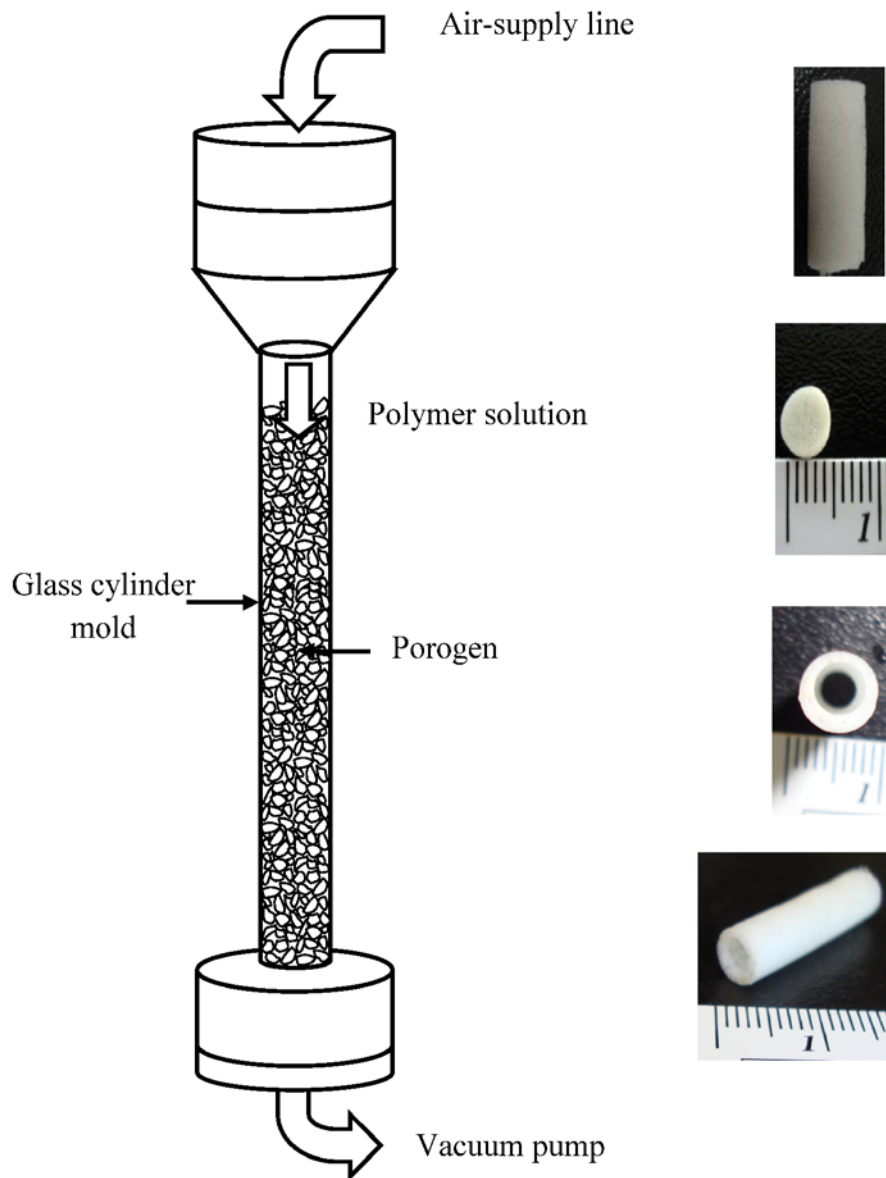 Air-supply line
Polymer solution
Glass cylinder
mold
Porogen
Vacuum pump
1
1
1